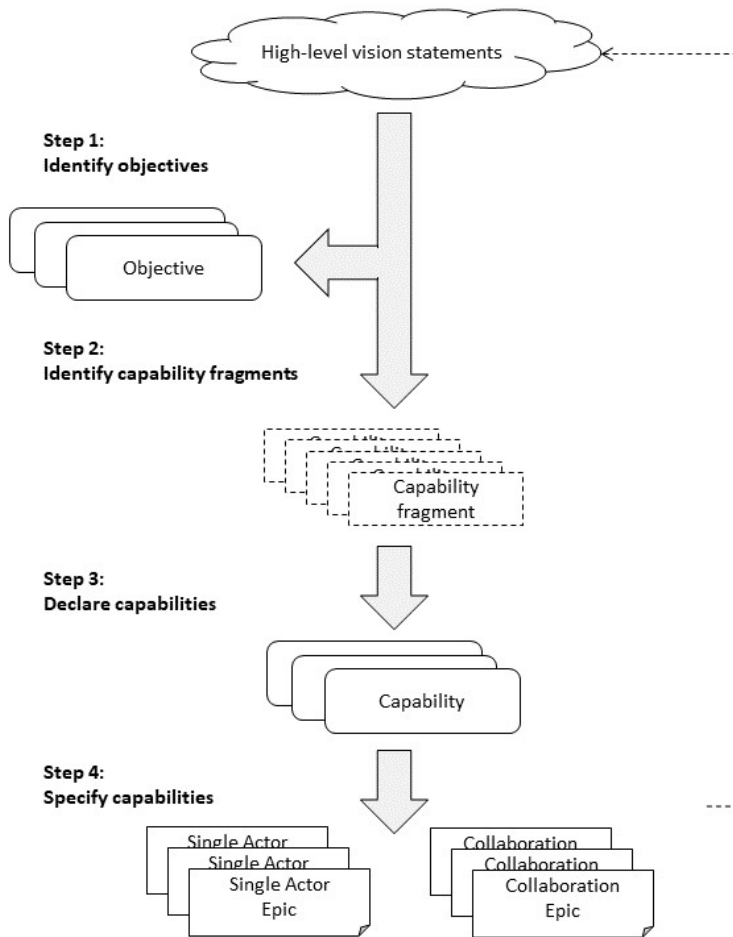 High-level vision statements
Step 1:
Identify objectives
Objective
Step 2:
Identify capability fragments
Capability
fragment
Step 3:
Declare capabilities
Capability
Step 4:
Specify capabilities
Single Actor
Single Actor
Single Actor
Epic
Collaboration
Collaboration
Collaboration
Epic